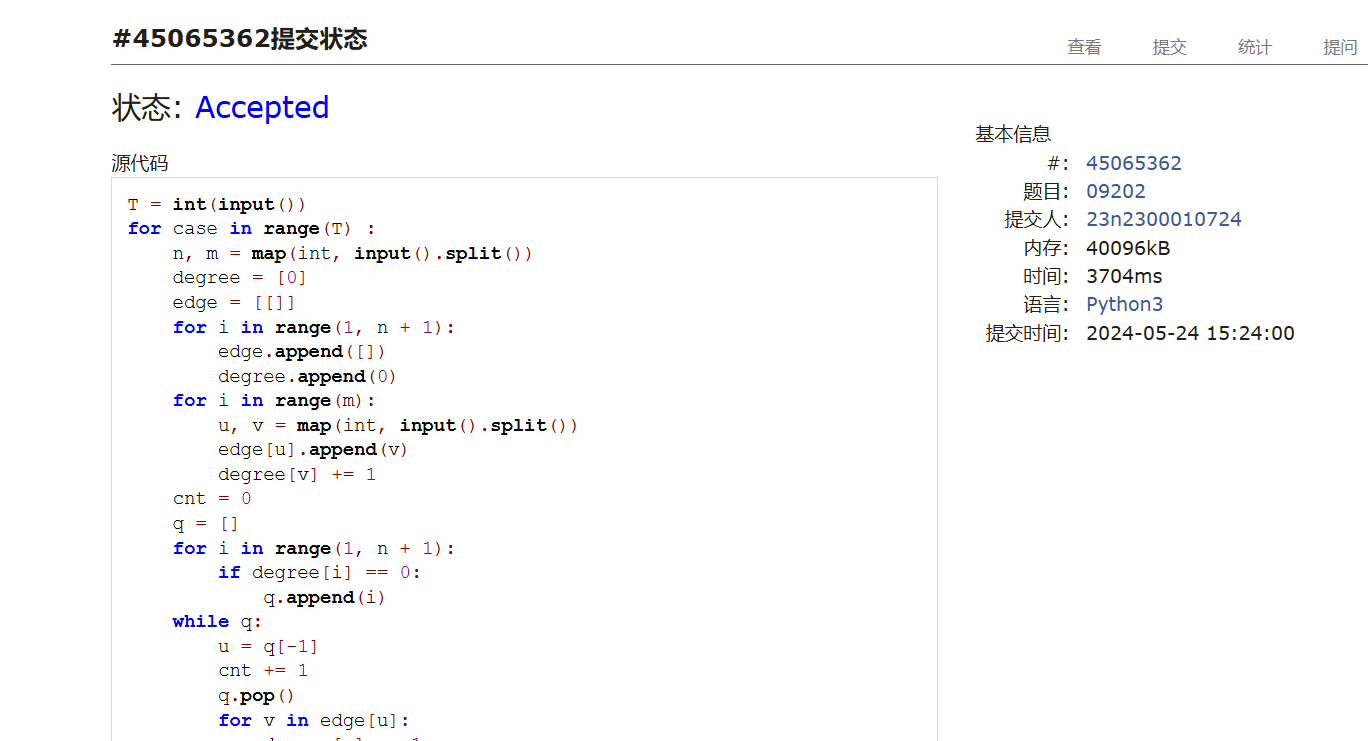 #45065362提交状态
查看 提交 统计 提问
状态: Accepted
源代码
T = int(input())
for case in range(T) :
    n, m = map(int, input().split())
    degree = [0]
    edge = [[]]
    for i in range(1, n + 1):
        edge.append([])
        degree.append(0)
    for i in range(m):
        u, v = map(int, input().split())
        edge[u].append(v)
        degree[v] += 1
    cnt = 0
    q = []
    for i in range(1, n + 1):
        if degree[i] == 0:
            q.append(i)
    while q:
        u = q[-1]
        cnt += 1
        q.pop()
        for v in edge[u]:
基本信息
#: 45065362
题目: 09202
提交人: 23n2300010724
内存: 40096kB
时间: 3704ms
语言: Python3
提交时间: 2024-05-24 15:24:00